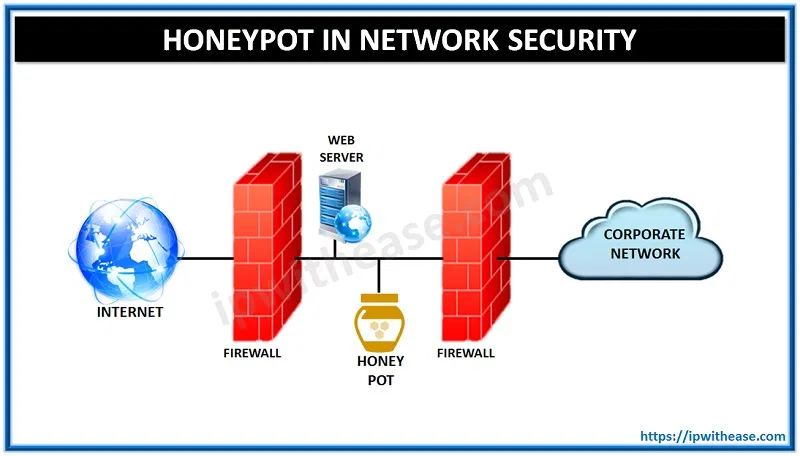 HONEYPOT IN NETWORK SECURITY
WEB
SERVER
INTERNET
FIREWALL
HONEY
POT
FIREWALL
CORPORATE
NETWORK
ipwithease.com
https://ipwithease.com